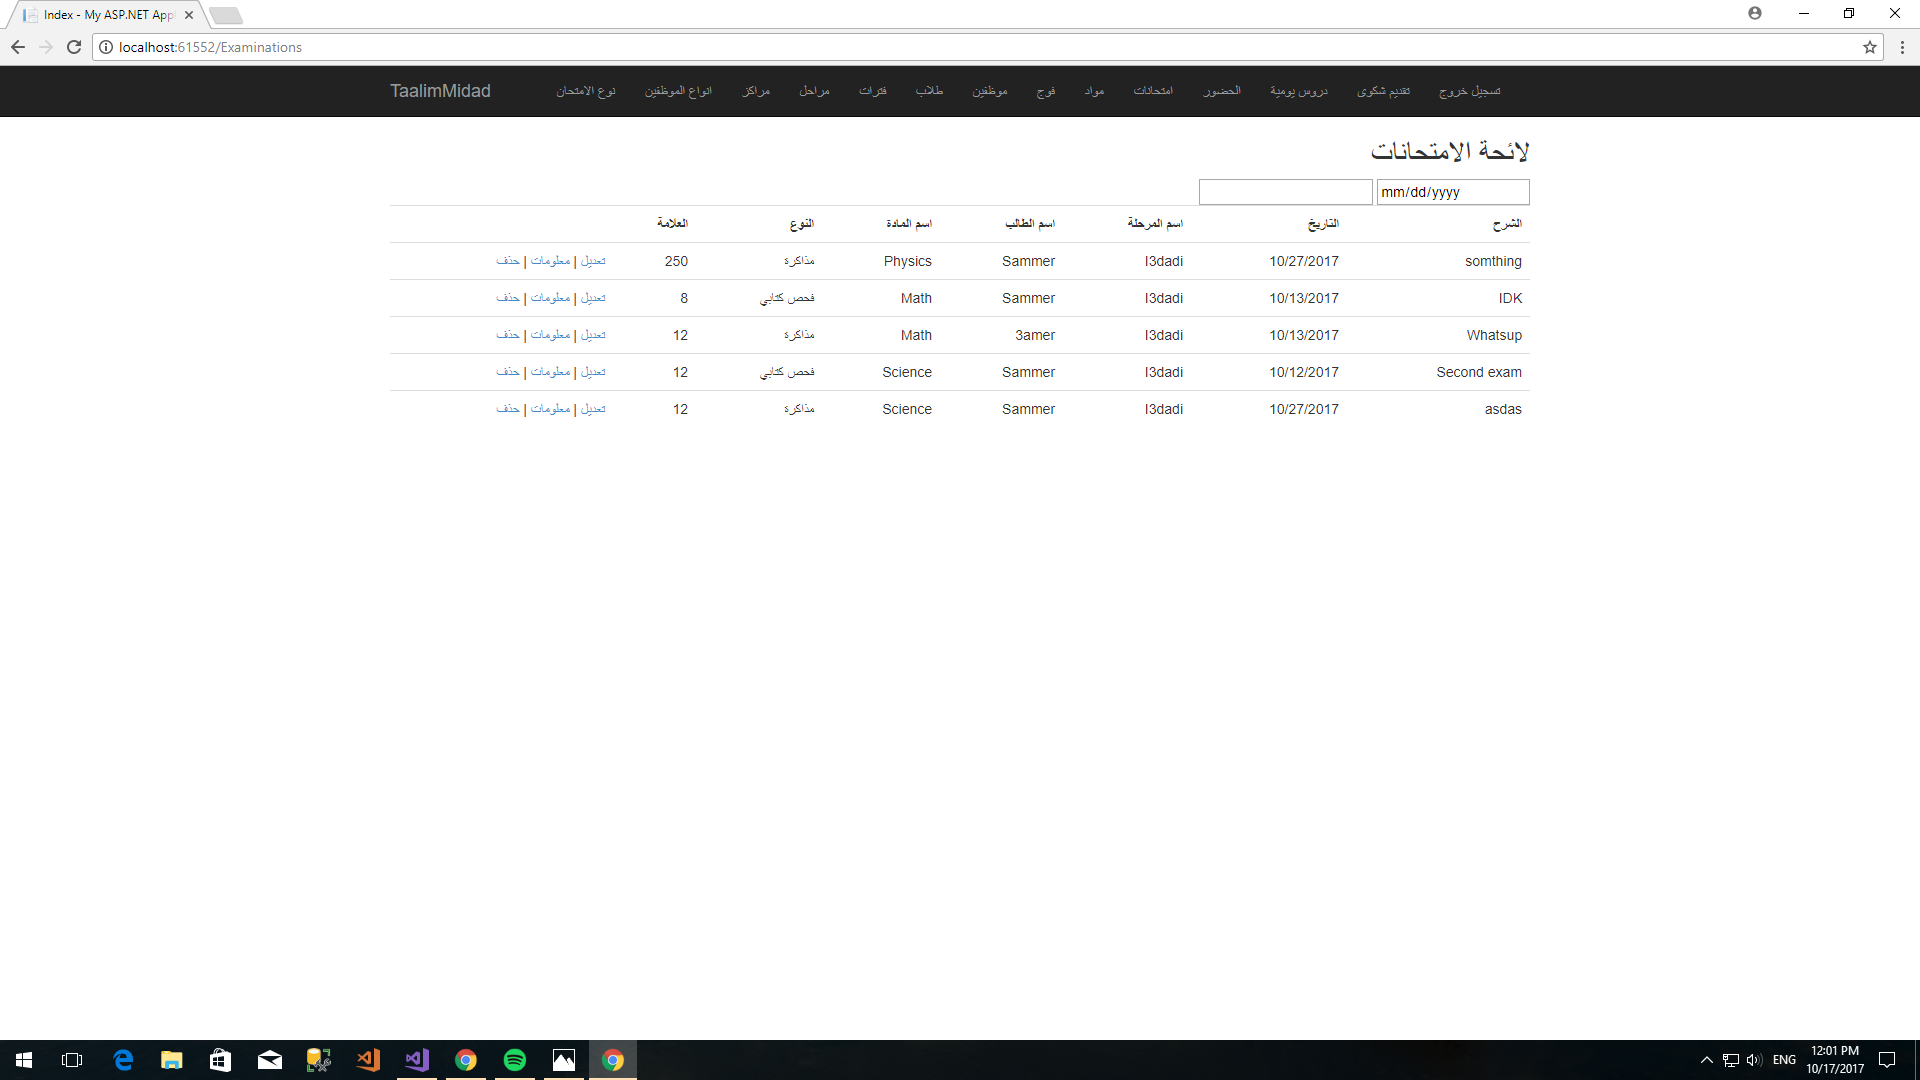 Index - My ASP.NET App
localhost:61552/Examinations
TaalimMidad نوع الامتحان انواع الموظفين مراكز مراحل فترات طلاب موظفين فوج مواد امتحانات الحضور دروس يومية تقديم شكوى تسجيل خروج
لائحة الامتحانات
mm/dd/yyyy
الشرح التاريخ اسم المرحلة اسم الطالب اسم المادة النوع العلامة
somthing 10/27/2017 I3dadi Sammer Physics مذاكرة 250 تعديل | معلومات | حذف
IDK 10/13/2017 I3dadi Sammer Math فحص كتابي 8 تعديل | معلومات | حذف
Whatsup 10/13/2017 I3dadi 3amer Math مذاكرة 12 تعديل | معلومات | حذف
Second exam 10/12/2017 I3dadi Sammer Science فحص كتابي 12 تعديل | معلومات | حذف
asdas 10/27/2017 I3dadi Sammer Science مذاكرة 12 تعديل | معلومات | حذف
ENG
12:01 PM
10/17/2017